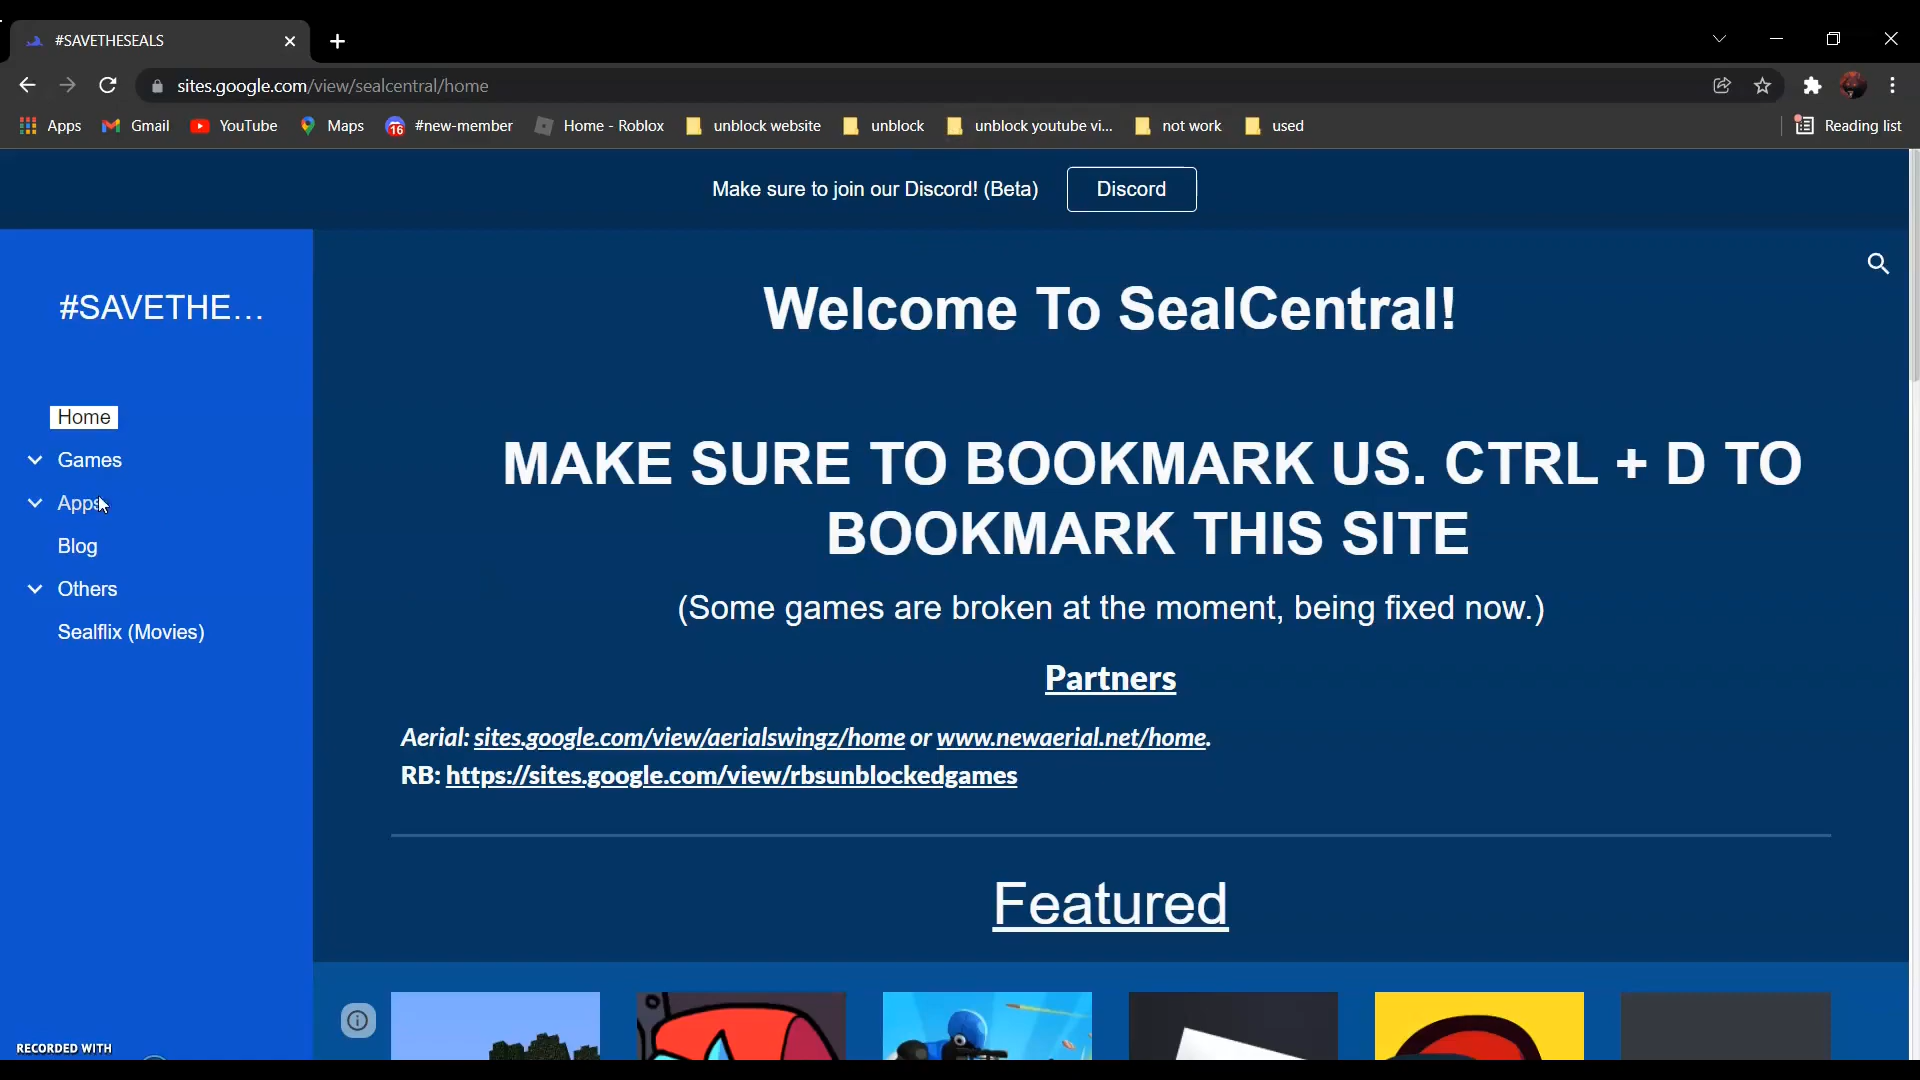 #SAVETHESEALS
sites.google.com/view/sealcentral/home
Apps
Gmail
YouTube
Maps
16
#new-member
Home - Roblox
unblock website
unblock
unblock youtube vi...
not work
used
Reading list
Make sure to join our Discord! (Beta)
Discord
#SAVETHE...
Home
Games
Apps
Blog
Others
Sealflix (Movies)
Welcome To SealCentral!
MAKE SURE TO BOOKMARK US. CTRL + D TO
BOOKMARK THIS SITE
(Some games are broken at the moment, being fixed now.)
Partners
Aerial: sites.google.com/view/aerialswingz/home or www.newaerial.net/home.
RB: https://sites.google.com/view/rbsunblockedgames
Featured
RECORDED WITH